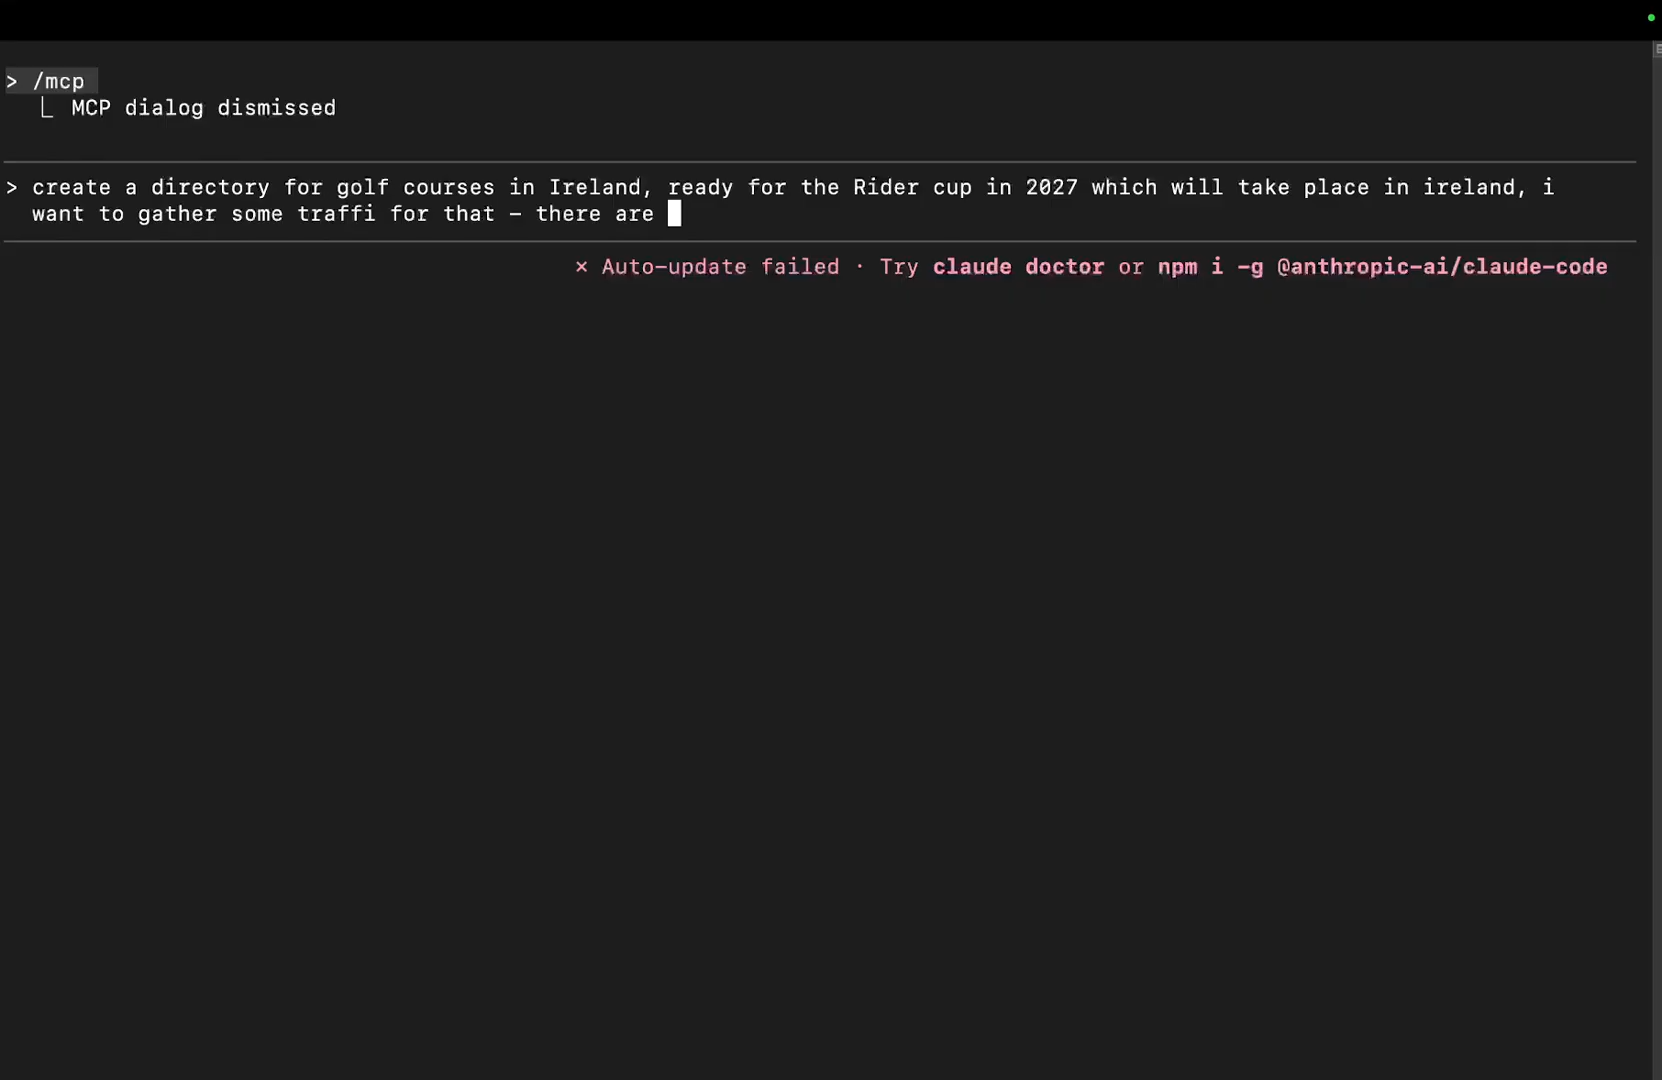 > /mcp
⎿ MCP dialog dismissed
> create a directory for golf courses in Ireland, ready for the Rider cup in 2027 which will take place in ireland, i
want to gather some traffi for that – there are
× Auto-update failed · Try claude doctor or npm i -g @anthropic-ai/claude-code